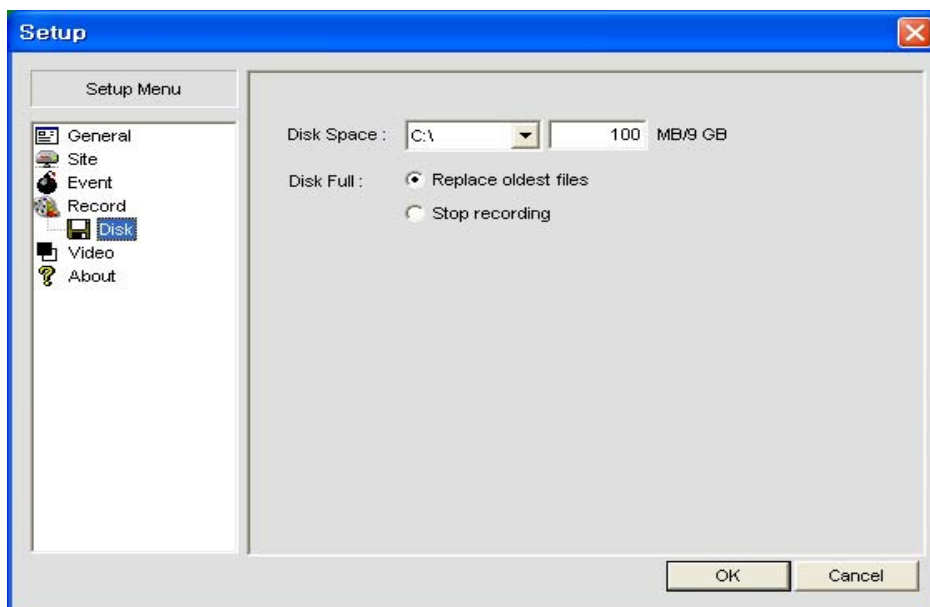 Setup
Setup Menu
General
Site
Event
Record
Disk
Video
About
Disk Space : C:\ 100 MB/9 GB
Disk Full : Replace oldest files
Stop recording
OK Cancel